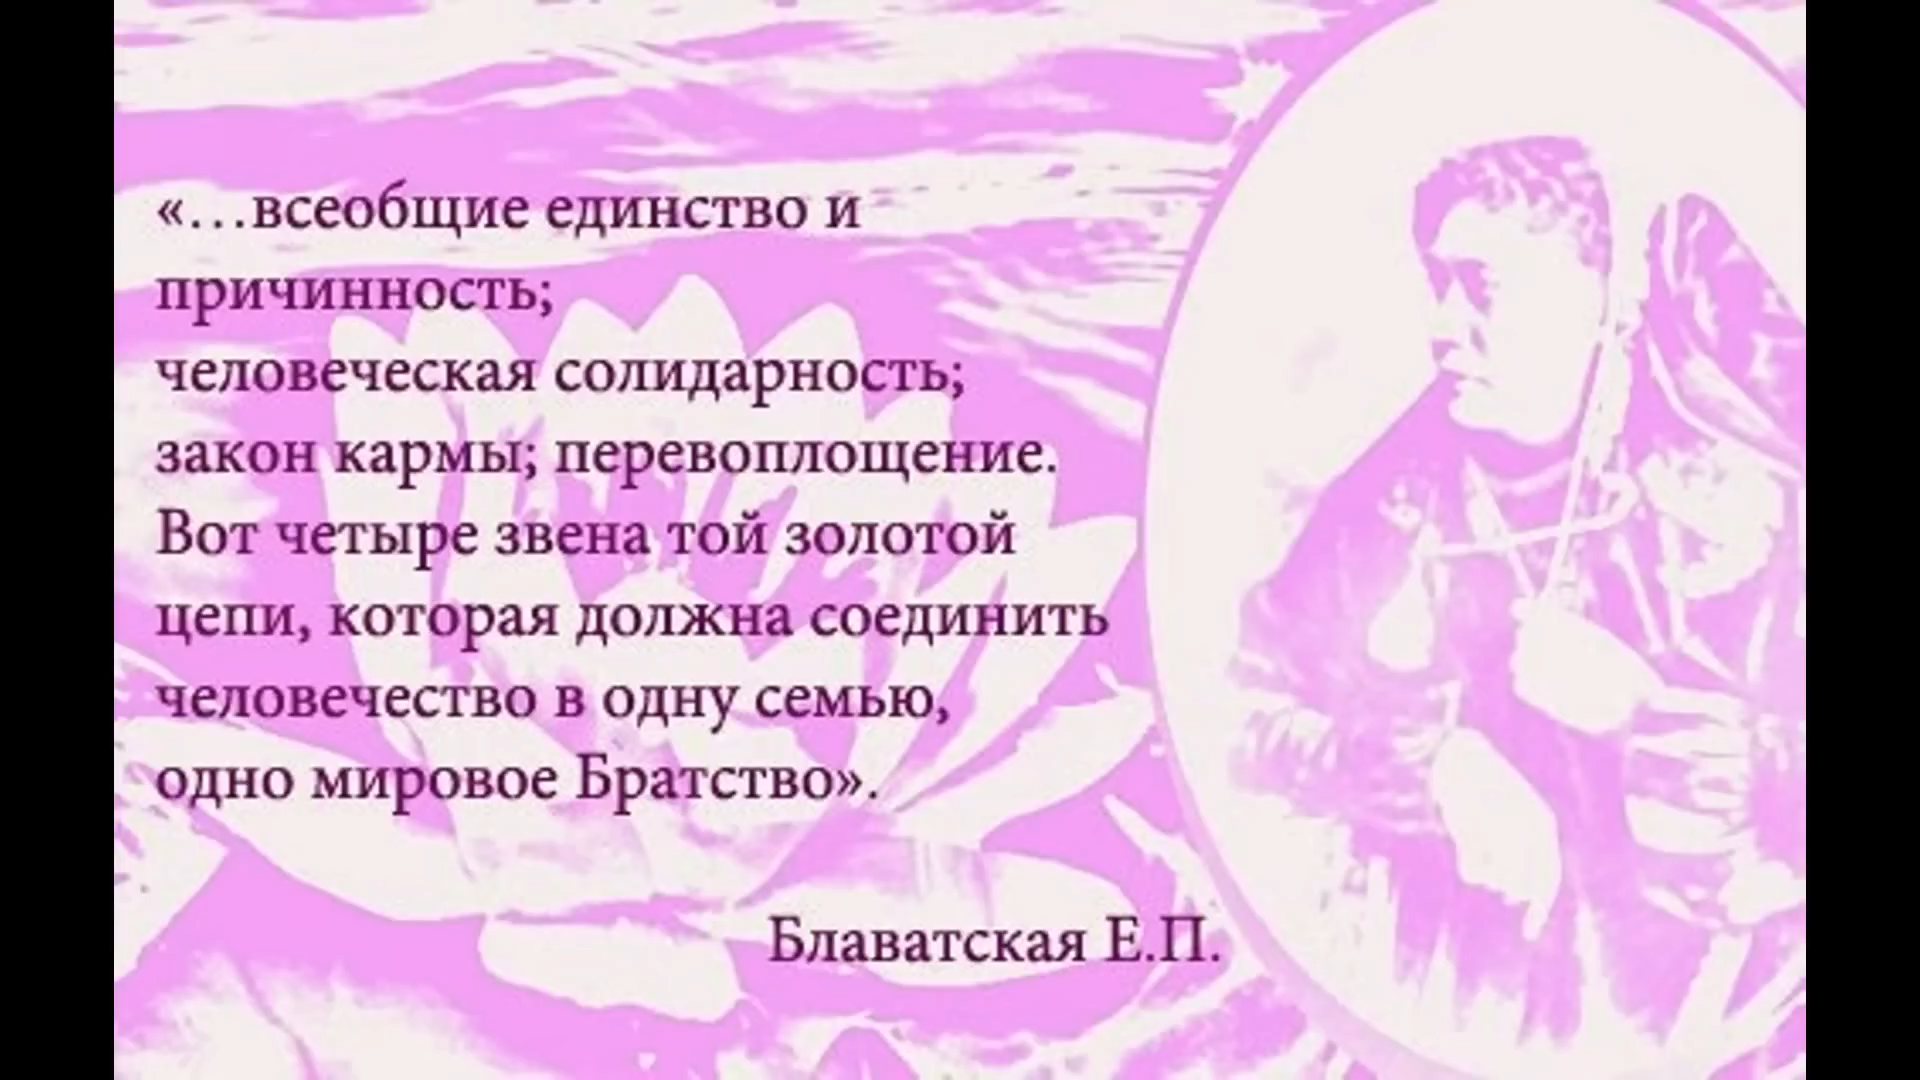 «…всеобщие единство и
причинность;
человеческая солидарность;
закон кармы; перевоплощение.
Вот четыре звена той золотой
цепи, которая должна соединить
человечество в одну семью,
одно мировое Братство».
Блаватская Е.П.